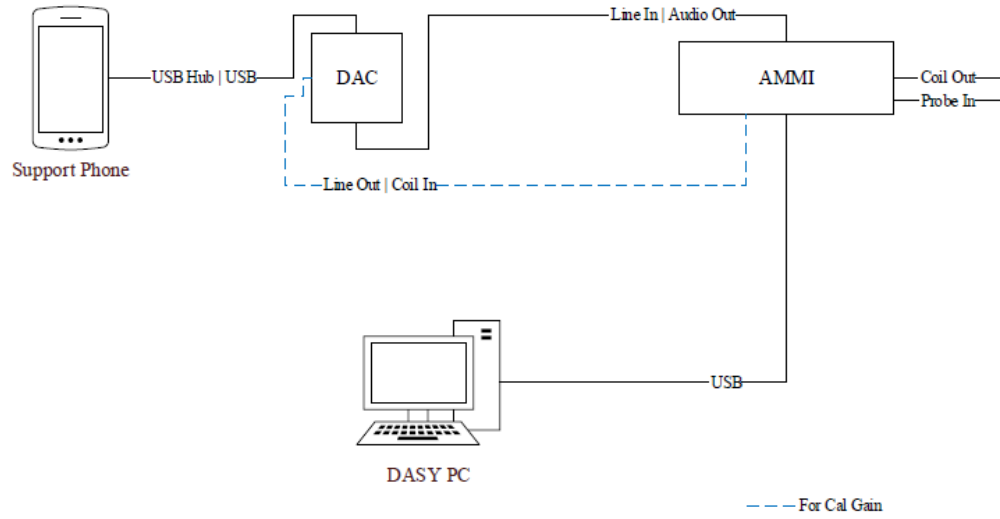 Line In | Audio Out
USB Hub | USB
DAC
AMMI
Coil Out
Probe In
Support Phone
Line Out | Coil In
USB
DASY PC
For Cal Gain